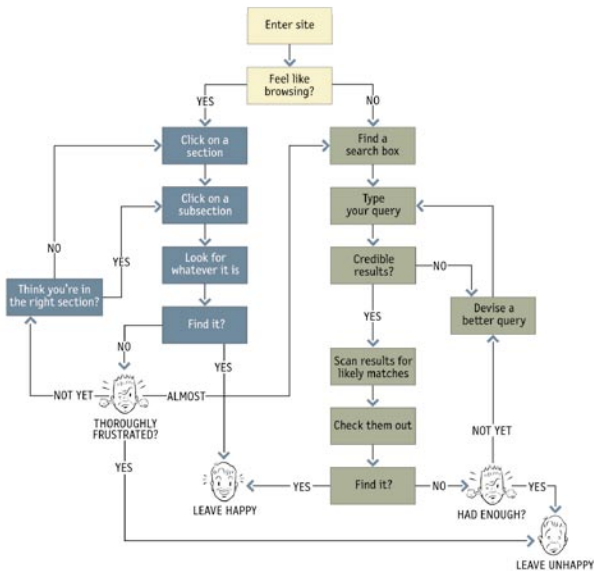 Enter site
Feel like
browsing?
YES
NO
Click on a
section
Find a
search box
Click on a
subsection
Type
your query
NO
YES
Look for
whatever it is
Credible
results?
NO
Think you're in
the right section?
Find it?
YES
Devise a
better query
NO
YES
Scan results for
likely matches
NOT YET
ALMOST
THOROUGHLY
FRUSTRATED?
Check them out
NOT YET
YES
Find it?
YES
NO
YES
LEAVE HAPPY
HAD ENOUGH?
LEAVE UNHAPPY